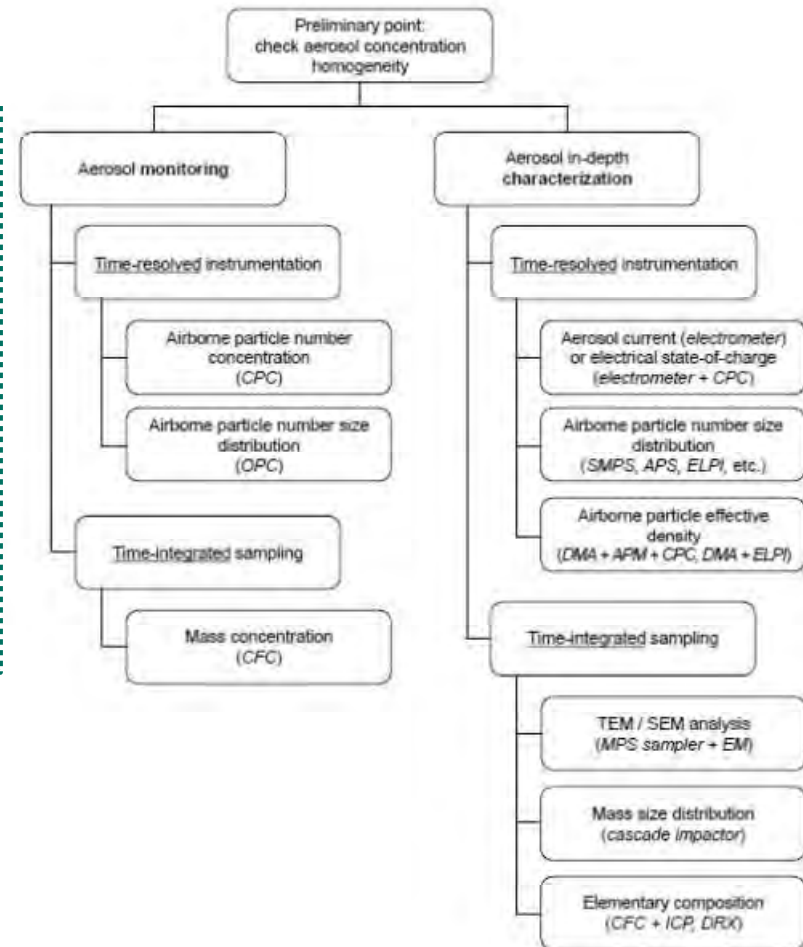 Preliminary point:
check aerosol concentration
homogeneity
Aerosol monitoring
Time-resolved instrumentation
Airborne particle number
concentration
(CPC)
Airborne particle number size
distribution
(OPC)
Time-integrated sampling
Mass concentration
(CFC)
Aerosol in-depth
characterization
Time-resolved instrumentation
Aerosol current (electrometer)
or electrical state-of-charge
(electrometer + CPC)
Airborne particle number size
distribution
(SMPS, APS, ELPI, etc.)
Airborne particle effective
density
(DMA + APM + CPC, DMA + ELPI)
Time-integrated sampling
TEM / SEM analysis
(MPS sampler + EM)
Mass size distribution
(cascade impactor)
Elementary composition
(CFC + ICP, DRX)